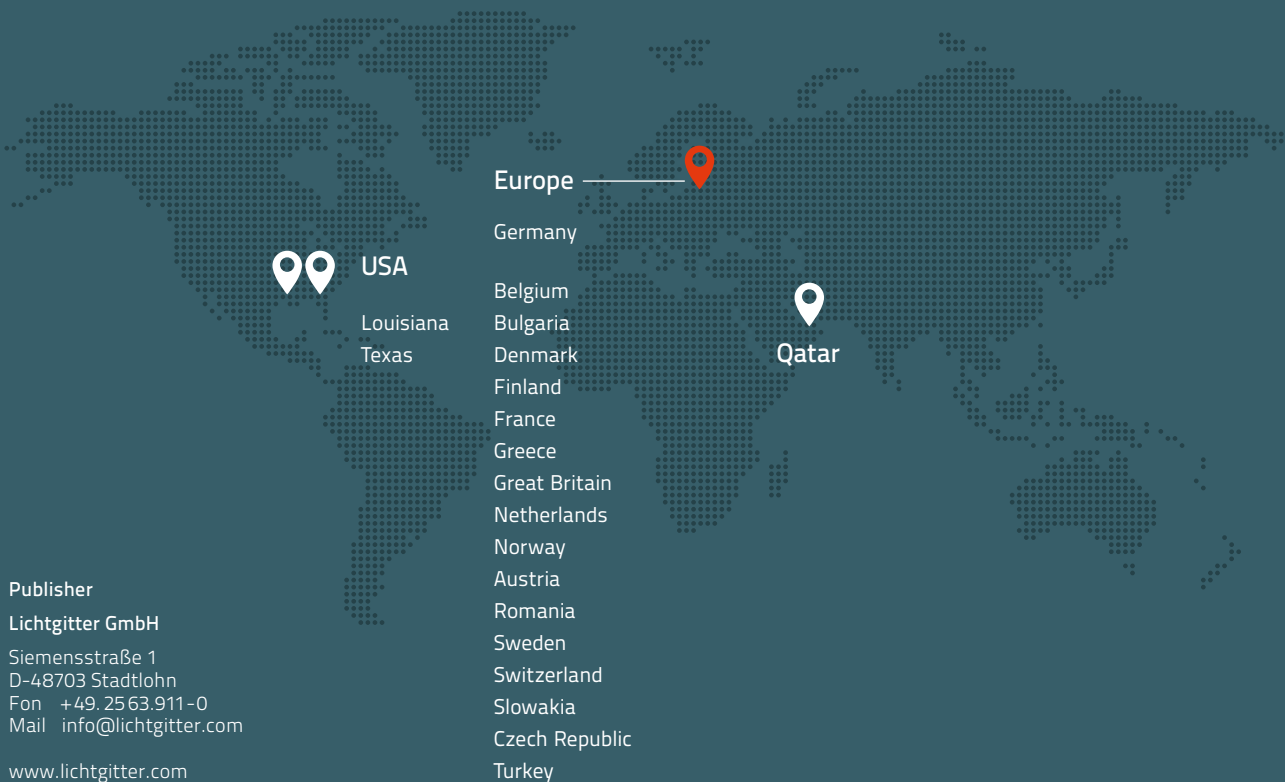 Europe
Germany
Belgium
Bulgaria
Denmark
Finland
France
Greece
Great Britain
Netherlands
Norway
Austria
Romania
Sweden
Switzerland
Slowakia
Czech Republic
Turkey
USA
Louisiana
Texas
Qatar
Publisher
Lichtgitter GmbH
Siemensstraße 1
D-48703 Stadtlohn
Fon +49. 25 63.911-0
Mail info@lichtgitter.com
www.lichtgitter.com